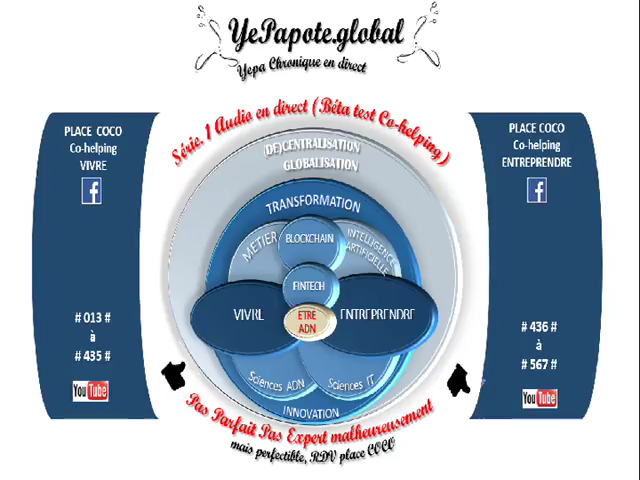 YePapote.global
Yepa Chronique en direct
Série. 1 Audio en direct (Béta test Co-helping)
PLACE COCO
Co-helping
VIVRE
f
# 013 #
à
# 435 #
YouTube
(DE)CENTRALISATION
GLOBALISATION
TRANSFORMATION
METIER
BLOCKCHAIN
INTELLIGENCE
ARTIFICIELLE
FINTECH
VIVRE
ETRE
ADN
ENTREPRENDRE
Sciences ADN
Sciences IT
INNOVATION
PLACE COCO
Co-helping
ENTREPRENDRE
f
# 436 #
à
# 567 #
YouTube
Pas Parfait Pas Expert malheureusement
mais perfectible, RDV place COCO